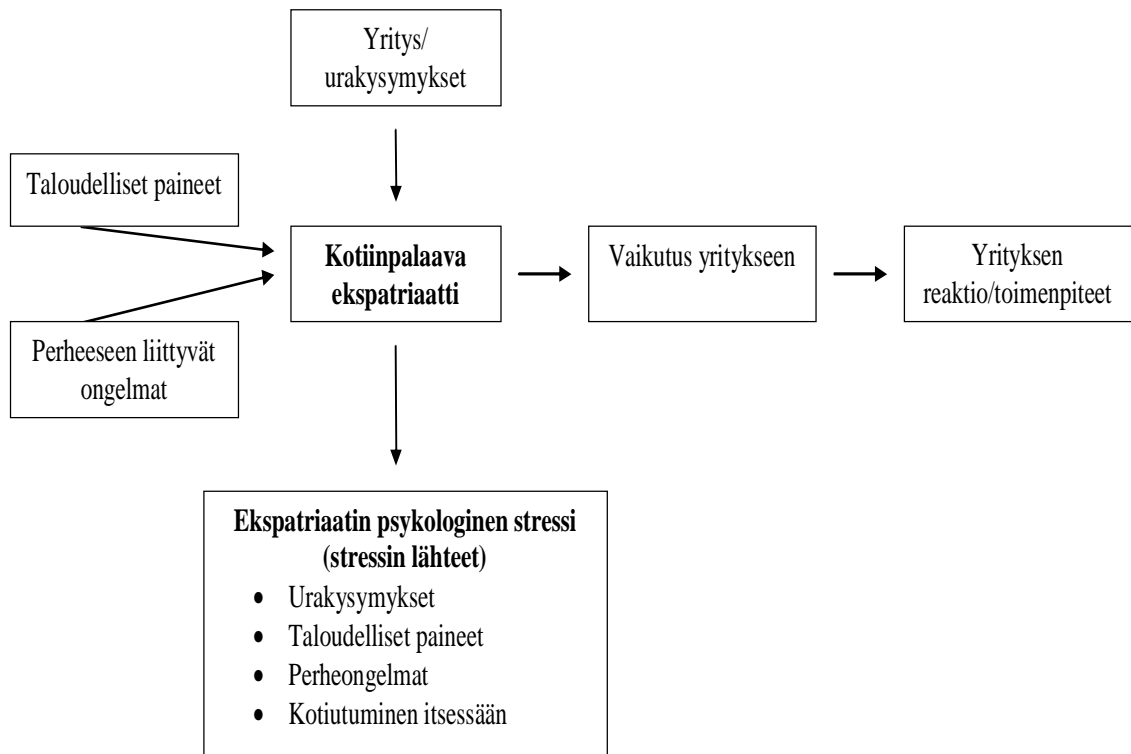 Yritys/
urakysymykset
Taloudelliset paineet
Kotiinpalaava
ekspatriaatti
Vaikutus yritykseen
Yrityksen
reaktio/toimenpiteet
Perheeseen liittyvät
ongelmat
Ekspatriaatin psykologinen stressi
(stressin lähteet)
• Urakysymykset
• Taloudelliset paineet
• Perheongelmat
• Kotiutuminen itsessään